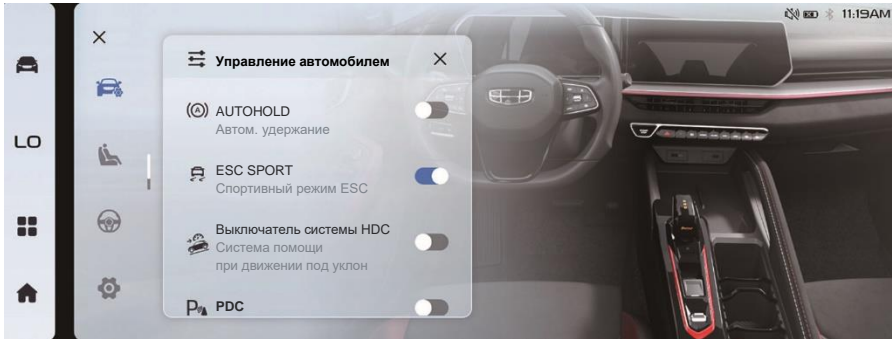 11:19AM
Управление автомобилем
AUTOHOLD
Автом. удержание
LO
ESC SPORT
Спортивный режим ESC
Выключатель системы HDC
Система помощи
при движении под уклон
PDC